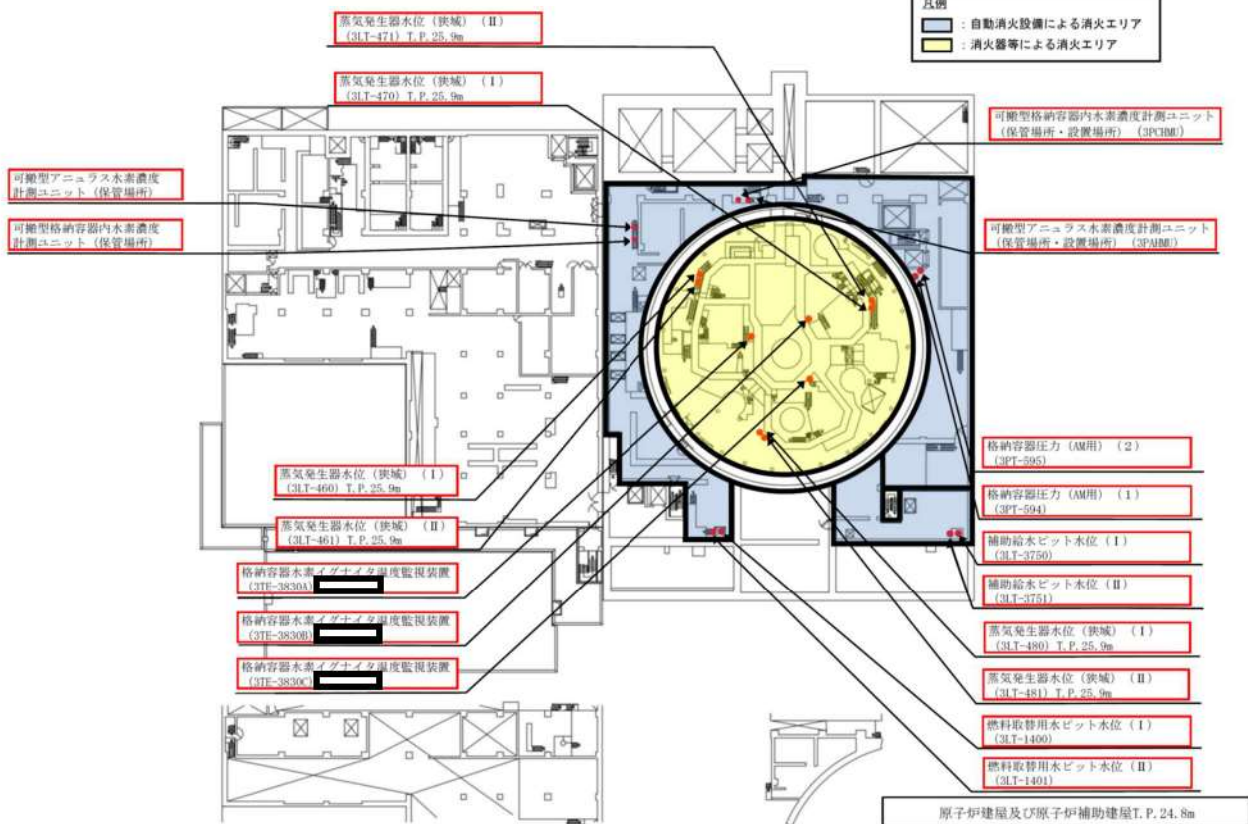 凡例
：自動消火設備による消火エリア
：消火器等による消火エリア
蒸気発生器水位（狭域）（Ⅱ）
(3LT-471) T.P.25.9m
蒸気発生器水位（狭域）（Ⅰ）
(3LT-470) T.P.25.9m
可搬型格納容器内水素濃度計測ユニット
（保管場所・設置場所）（3PCHMU）
可搬型アニュラス水素濃度
計測ユニット（保管場所）
可搬型格納容器内水素濃度
計測ユニット（保管場所）
可搬型アニュラス水素濃度計測ユニット
（保管場所・設置場所）（3PAHMU）
蒸気発生器水位（狭域）（Ⅰ）
(3LT-460) T.P.25.9m
蒸気発生器水位（狭域）（Ⅱ）
(3LT-461) T.P.25.9m
格納容器水素イグナイタ温度監視装置
(3TE-3830A)
格納容器水素イグナイタ温度監視装置
(3TE-3830B)
格納容器水素イグナイタ温度監視装置
(3TE-3830C)
格納容器圧力（AM用）（2）
(3PT-595)
格納容器圧力（AM用）（1）
(3PT-594)
補助給水ピット水位（Ⅰ）
(3LT-3750)
補助給水ピット水位（Ⅱ）
(3LT-3751)
蒸気発生器水位（狭域）（Ⅰ）
(3LT-480) T.P.25.9m
蒸気発生器水位（狭域）（Ⅱ）
(3LT-481) T.P.25.9m
燃料取替用水ピット水位（Ⅰ）
(3LT-1400)
燃料取替用水ピット水位（Ⅱ）
(3LT-1401)
原子炉建屋及び原子炉補助建屋T.P.24.8m